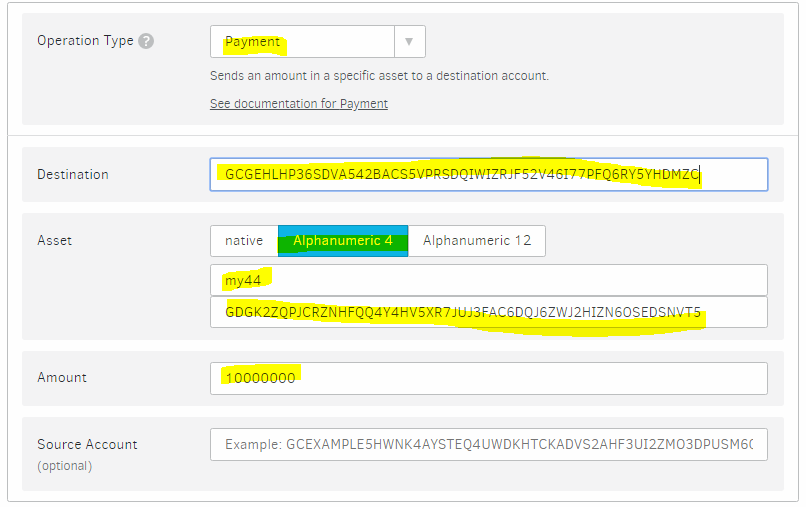 Operation Type ?
Payment
Sends an amount in a specific asset to a destination account.
See documentation for Payment
Destination
GCGEHLHP36SDVA542BACS5VPRSDQIWIZRJF52V46I77PFQ6RY5YHDMZC
Asset
native Alphanumeric 4 Alphanumeric 12
my44
GDGK2ZQPJCRZNHFQQ4Y4HV5XR7JUJ3FAC6DQJ6ZWJ2HIZN6OSEDSNVT5
Amount
10000000
Source Account
(optional)
Example: GCEXAMPLE5HWNK4AYSTEQ4UWDKHTCKADVS2AHF3UI2ZMO3DPUSM6Q